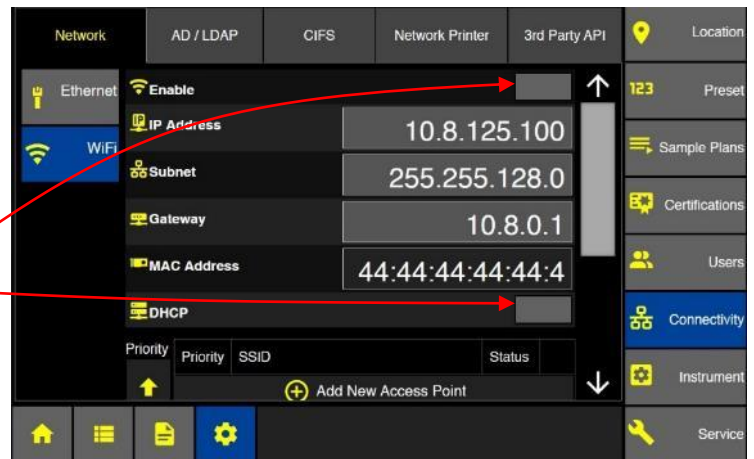 Network
AD / LDAP
CIFS
Network Printer
3rd Party API
Ethernet
WiFi
Enable
IP
IP Address
10.8.125.100
Subnet
255.255.128.0
Gateway
10.8.0.1
MAC Address
44:44:44:44:44:4
DHCP
Priority
Priority
SSID
Status
Add New Access Point
Location
123
Preset
Sample Plans
Certifications
Users
Connectivity
Instrument
Service